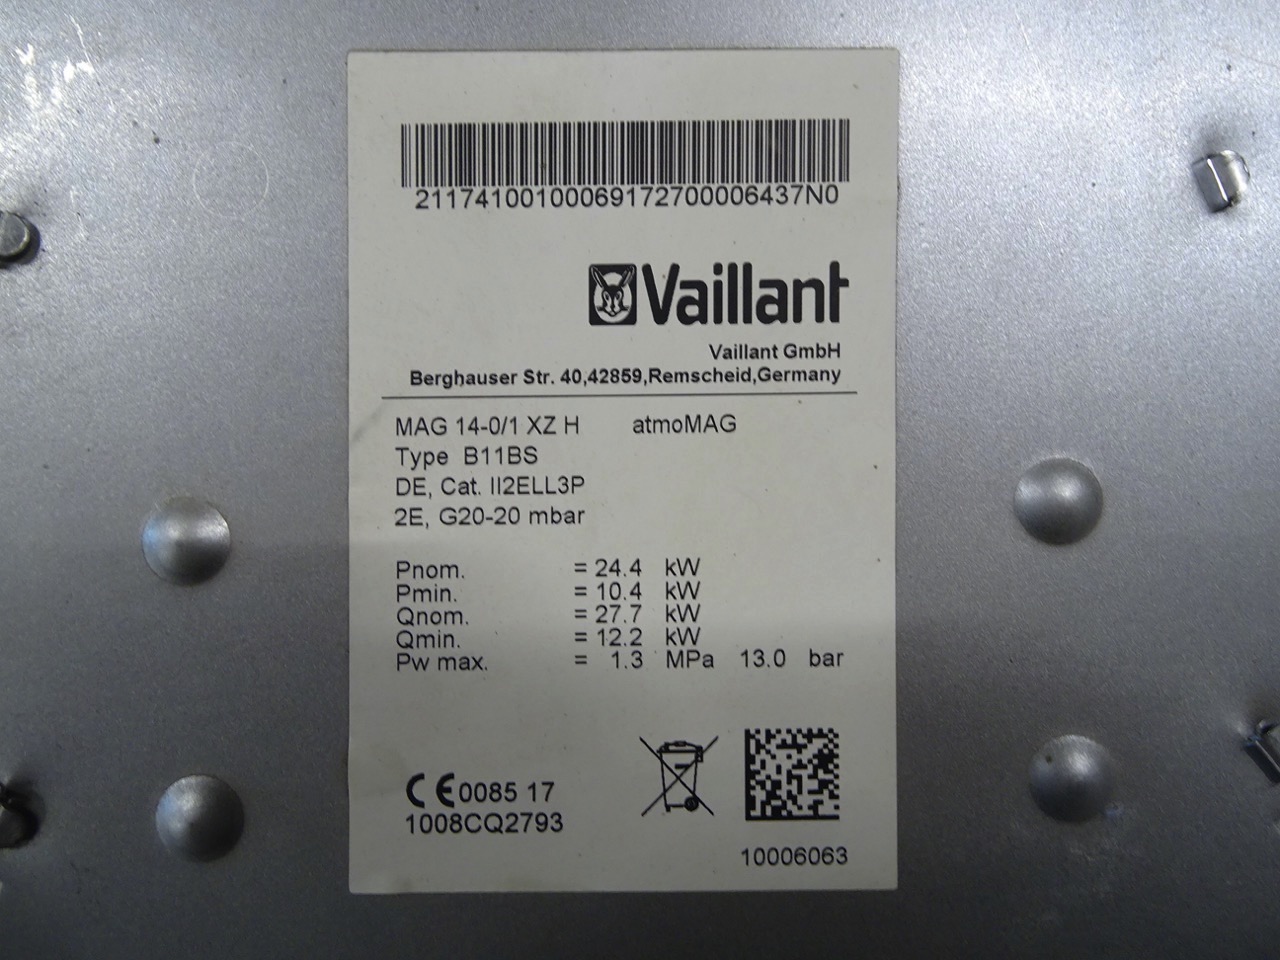 21174100100069172700006437N0
Vaillant
Vaillant GmbH
Berghauser Str. 40,42859,Remscheid,Germany
MAG 14-0/1 XZ H atmoMAG
Type B11BS
DE, Cat. II2ELL3P
2E, G20-20 mbar
Pnom. = 24.4 kW
Pmin. = 10.4 kW
Qnom. = 27.7 kW
Qmin. = 12.2 kW
Pw max. = 1.3 MPa 13.0 bar
CE 0085 17
1008CQ2793
10006063